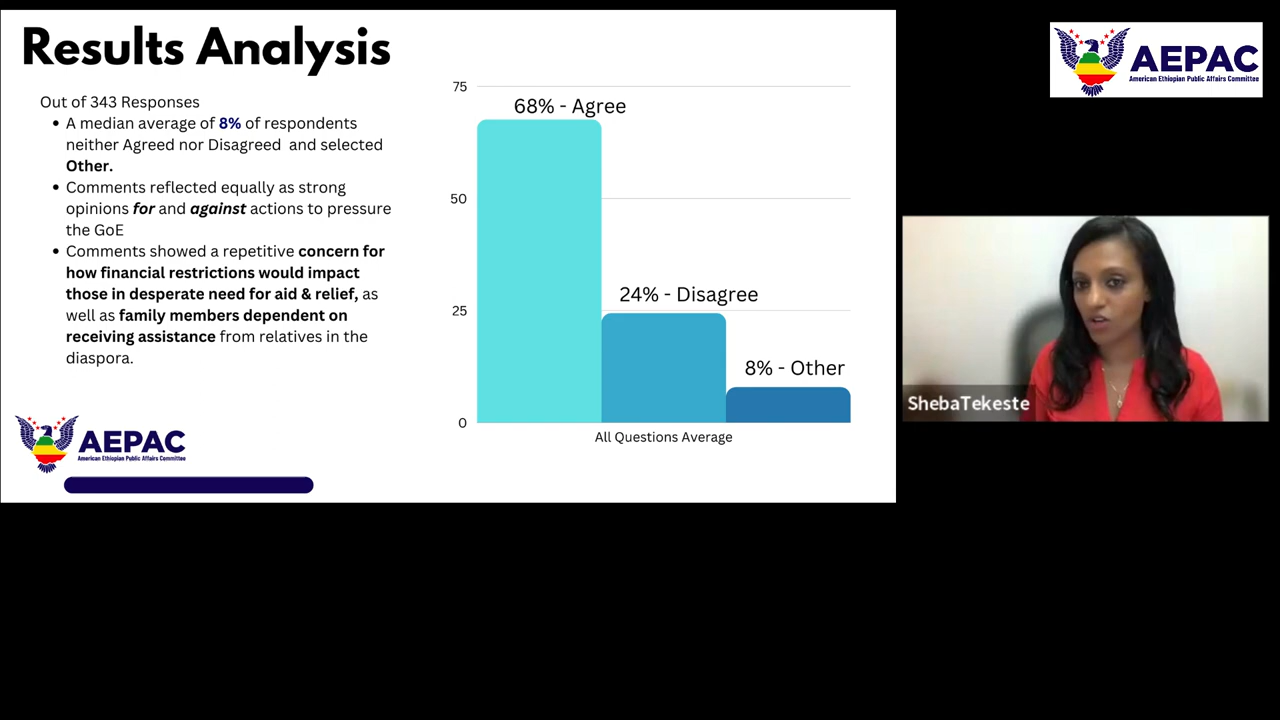 Results Analysis
Out of 343 Responses
• A median average of 8% of respondents
neither Agreed nor Disagreed and selected
Other.
• Comments reflected equally as strong
opinions for and against actions to pressure
the GoE
• Comments showed a repetitive concern for
how financial restrictions would impact
those in desperate need for aid & relief, as
well as family members dependent on
receiving assistance from relatives in the
diaspora.
75
68% - Agree
50
24% - Disagree
25
8% - Other
0
All Questions Average
AEPAC
American Ethiopian Public Affairs Committee
AEPAC
American Ethiopian Public Affairs Committee
ShebaTekeste